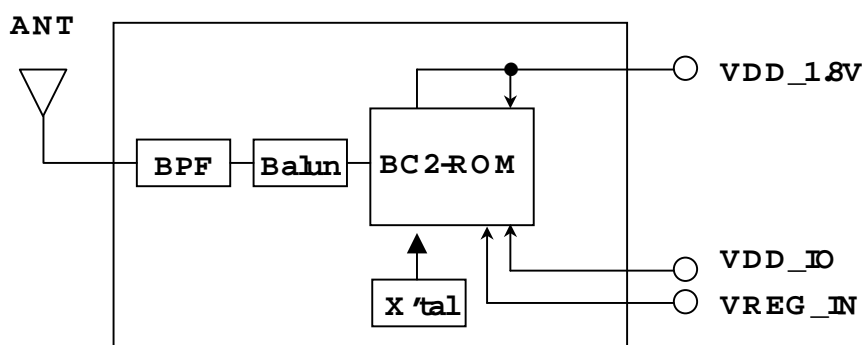 ANT
VDD_1.8V
BPF
Balun
BC2-ROM
VDD_IO
X'tal
VREG_IN